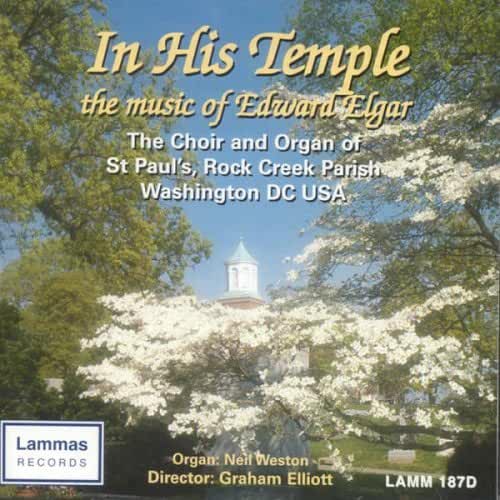 In His Temple
the music of Edward Elgar
The Choir and Organ of
St Paul's, Rock Creek Parish
Washington DC USA
Lammas
RECORDS
Organ: Neil Weston
Director: Graham Elliott
LAMM 187D